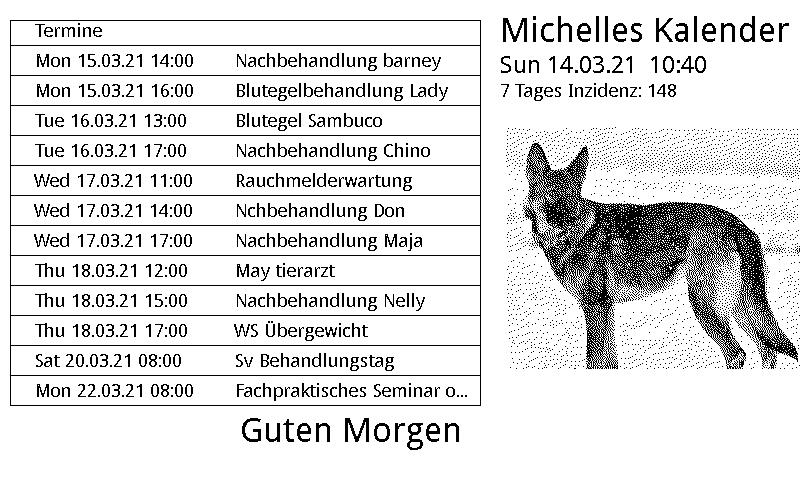 Termine
Mon 15.03.21 14:00 Nachbehandlung barney
Mon 15.03.21 16:00 Blutegelbehandlung Lady
Tue 16.03.21 13:00 Blutegel Sambuco
Tue 16.03.21 17:00 Nachbehandlung Chino
Wed 17.03.21 11:00 Rauchmelderwartung
Wed 17.03.21 14:00 Nchbehandlung Don
Wed 17.03.21 17:00 Nachbehandlung Maja
Thu 18.03.21 12:00 May tierarzt
Thu 18.03.21 15:00 Nachbehandlung Nelly
Thu 18.03.21 17:00 WS Übergewicht
Sat 20.03.21 08:00 Sv Behandlungstag
Mon 22.03.21 08:00 Fachpraktisches Seminar o...
Guten Morgen
Michelles Kalender
Sun 14.03.21 10:40
7 Tages Inzidenz: 148